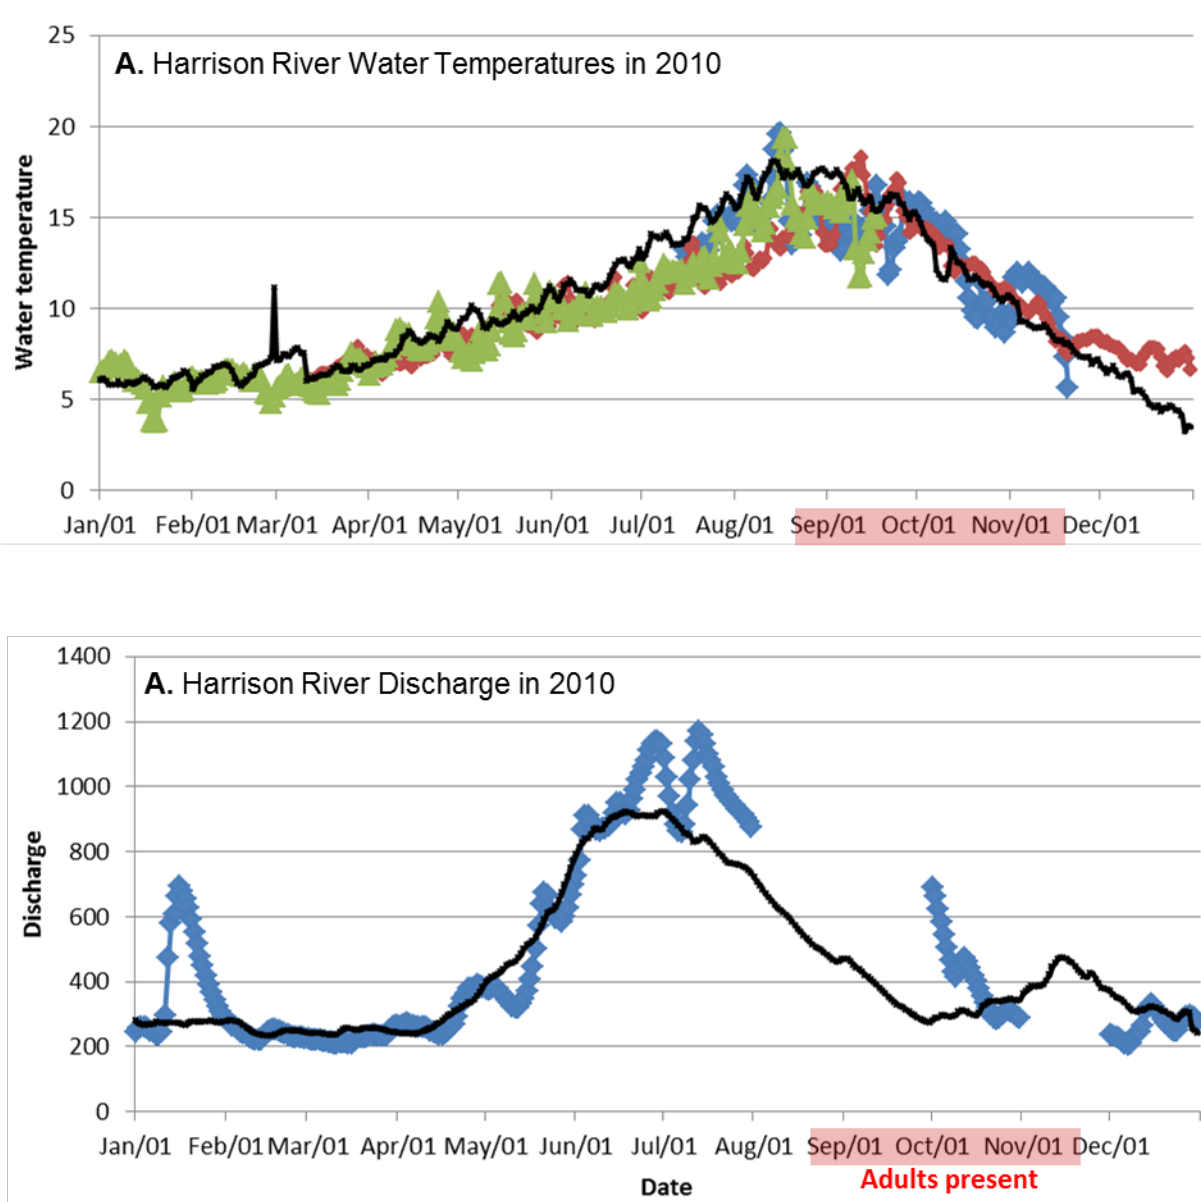 25
A. Harrison River Water Temperatures in 2010
20
15
10
5
0
Water temperature
Jan/01 Feb/01 Mar/01 Apr/01 May/01 Jun/01 Jul/01 Aug/01 Sep/01 Oct/01 Nov/01 Dec/01
1400
A. Harrison River Discharge in 2010
1200
1000
800
600
400
200
0
Discharge
Jan/01 Feb/01 Mar/01 Apr/01 May/01 Jun/01 Jul/01 Aug/01 Sep/01 Oct/01 Nov/01 Dec/01
Adults present
Date